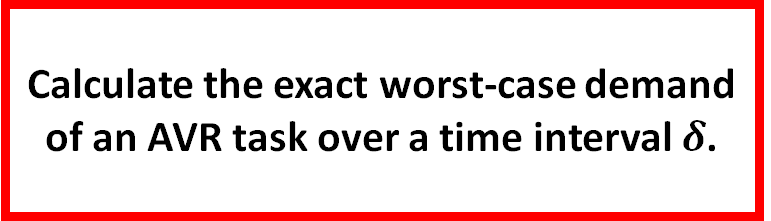 Calculate the exact worst-case demand
of an AVR task over a time interval 𝜹.